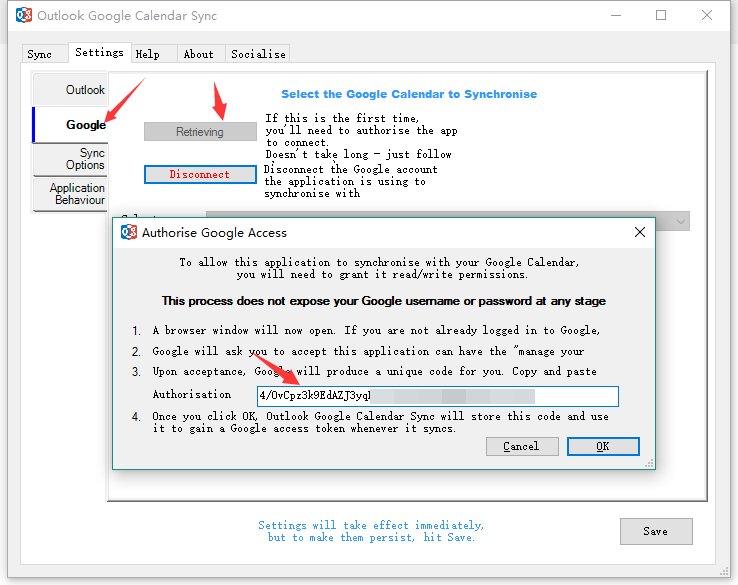 Outlook Google Calendar Sync
Sync Settings Help About Socialise
Outlook
Google
Sync
Options
Application
Behaviour
Select the Google Calendar to Synchronise
Retrieving
If this is the first time,
you'll need to authorise the app
to connect.
Doesn't take long - just follow
Disconnect
Disconnect the Google account
the application is using to
synchronise with
Authorise Google Access
To allow this application to synchronise with your Google Calendar,
you will need to grant it read/write permissions.
This process does not expose your Google username or password at any stage
1. A browser window will now open. If you are not already logged in to Google,
2. Google will ask you to accept this application can have the "manage your
3. Upon acceptance, Google will produce a unique code for you. Copy and paste
Authorisation
4. Once you click OK, Outlook Google Calendar Sync will store this code and use
it to gain a Google access token whenever it syncs.
Cancel OK
Settings will take effect immediately,
but to make them persist, hit Save.
Save